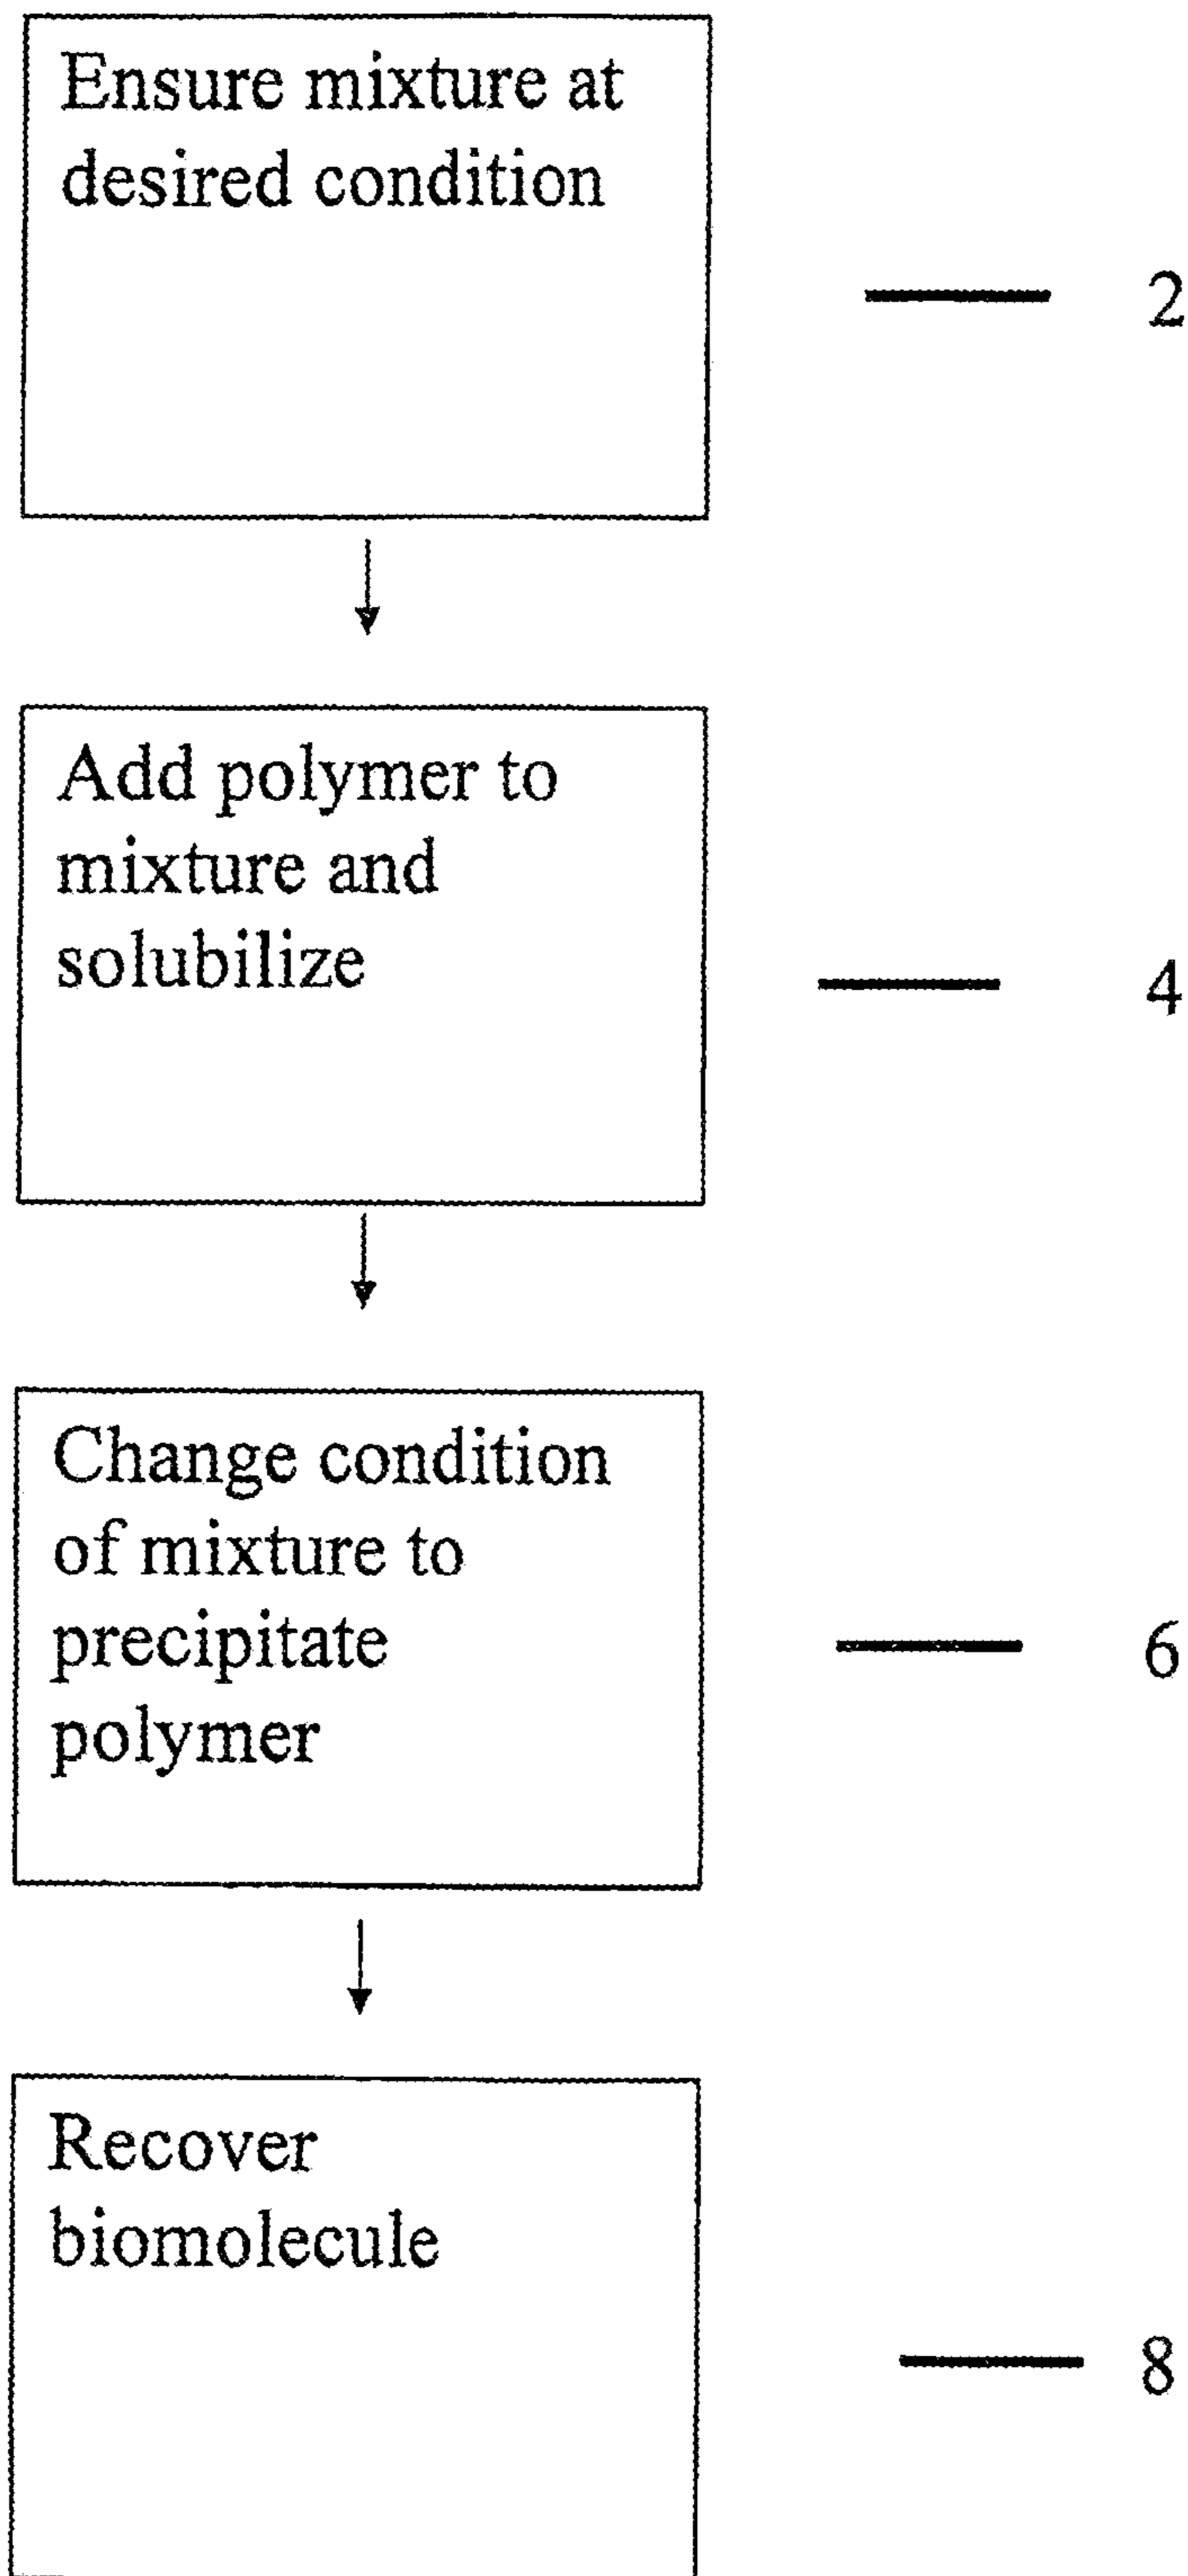 Ensure mixture at
desired condition
2
Add polymer to
mixture and
solubilize
4
Change condition
of mixture to
precipitate
polymer
6
Recover
biomolecule
8